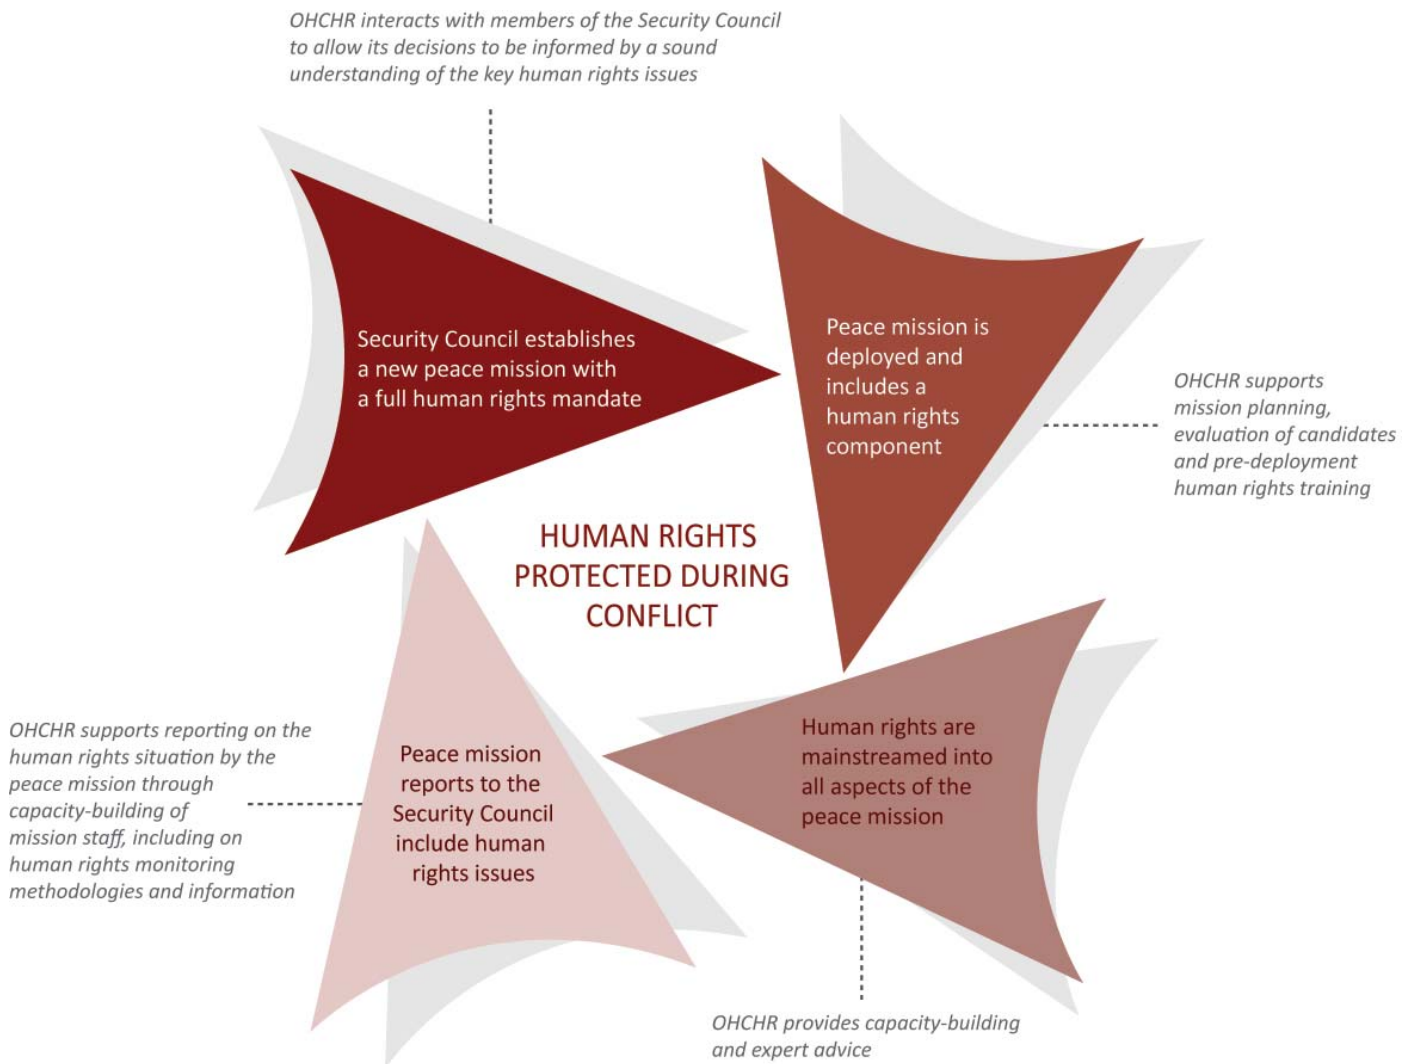 OHCHR interacts with members of the Security Council
to allow its decisions to be informed by a sound
understanding of the key human rights issues
Security Council establishes
a new peace mission with
a full human rights mandate
Peace mission is
deployed and
includes a
human rights
component
OHCHR supports
mission planning,
evaluation of candidates
and pre-deployment
human rights training
HUMAN RIGHTS
PROTECTED DURING
CONFLICT
Human rights are
mainstreamed into
all aspects of the
peace mission
OHCHR provides capacity-building
and expert advice
Peace mission
reports to the
Security Council
include human
rights issues
OHCHR supports reporting on the
human rights situation by the
peace mission through
capacity-building of
mission staff, including on
human rights monitoring
methodologies and information